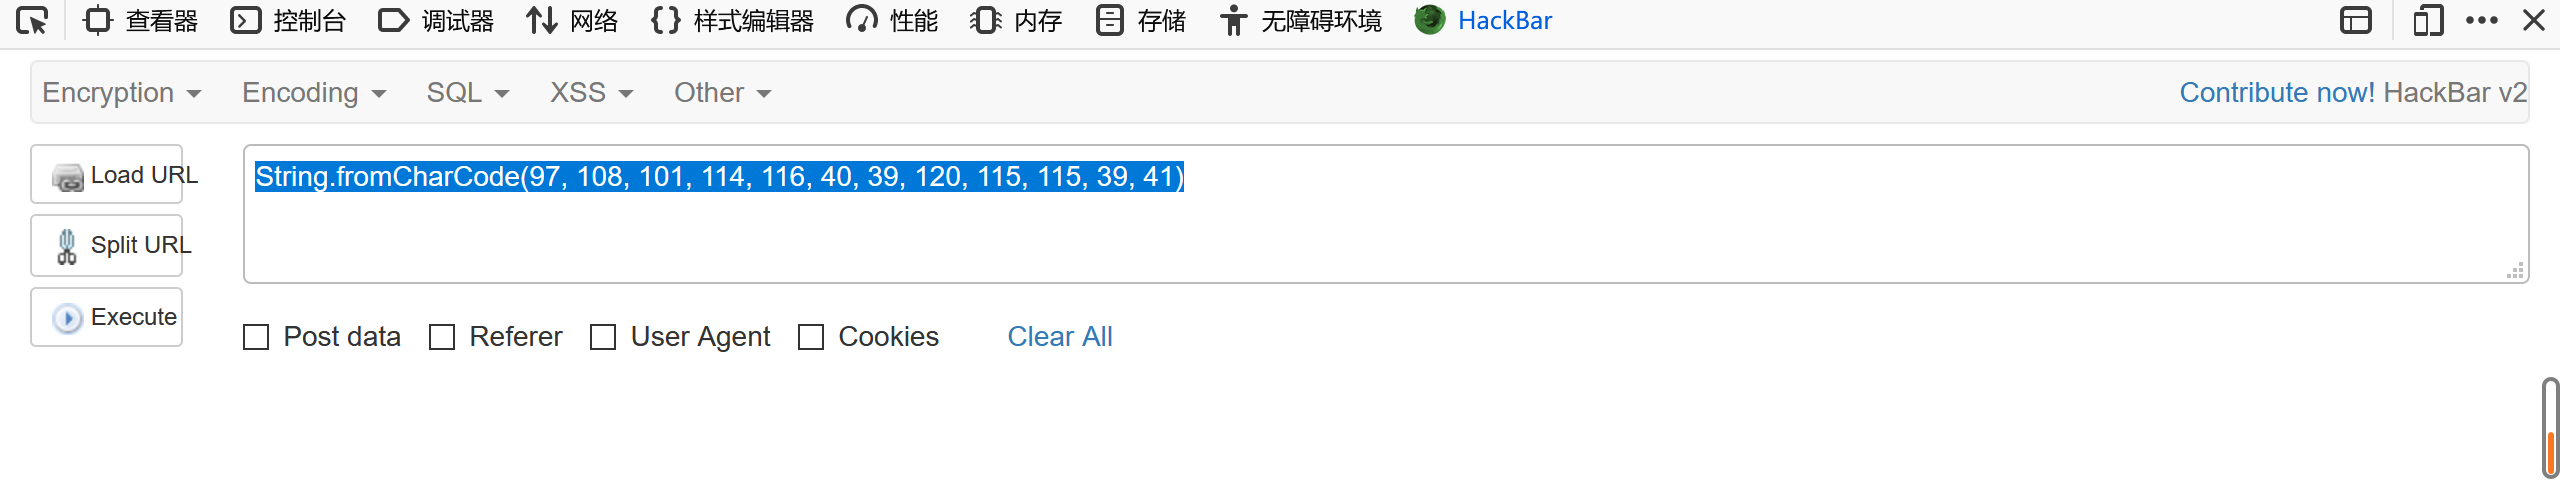 查看器 控制台 调试器 网络 样式编辑器 性能 内存 存储 无障碍环境 HackBar
Encryption Encoding SQL XSS Other Contribute now! HackBar v2
Load URL String.fromCharCode(97, 108, 101, 114, 116, 40, 39, 120, 115, 115, 39, 41)
Split URL
Execute
Post data Referer User Agent Cookies Clear All